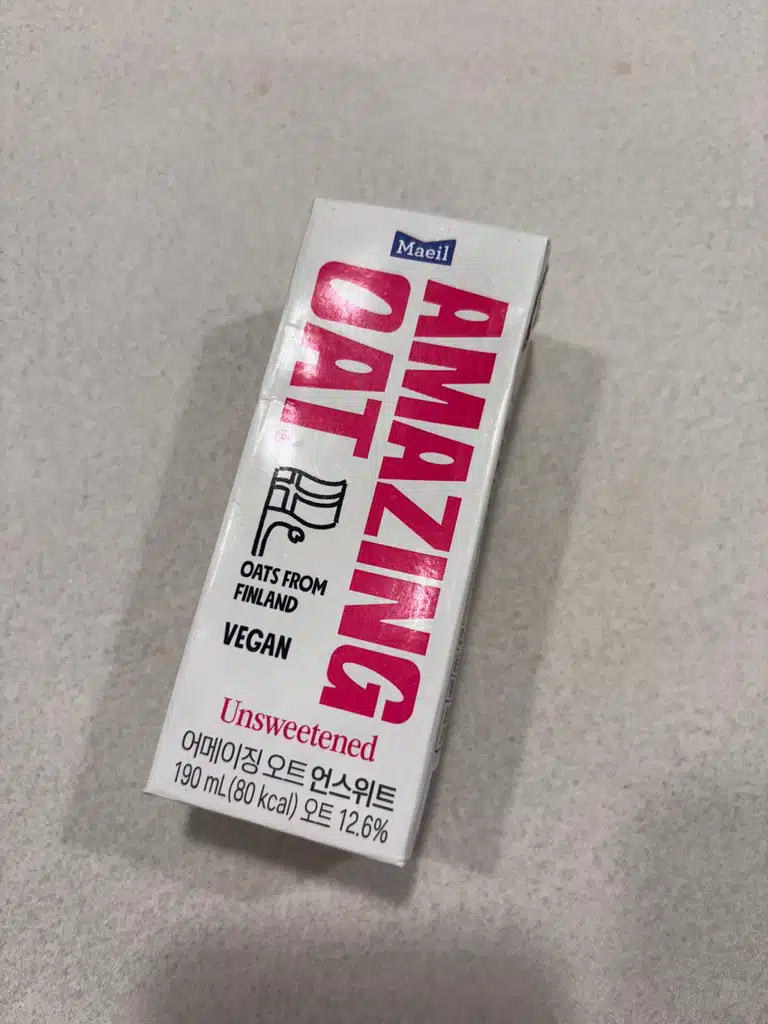 Maeil
AMAZING
OAT
OATS FROM
FINLAND
VEGAN
Unsweetened
어메이징 오트 언스위트
190 mL(80 kcal) 오트 12.6%